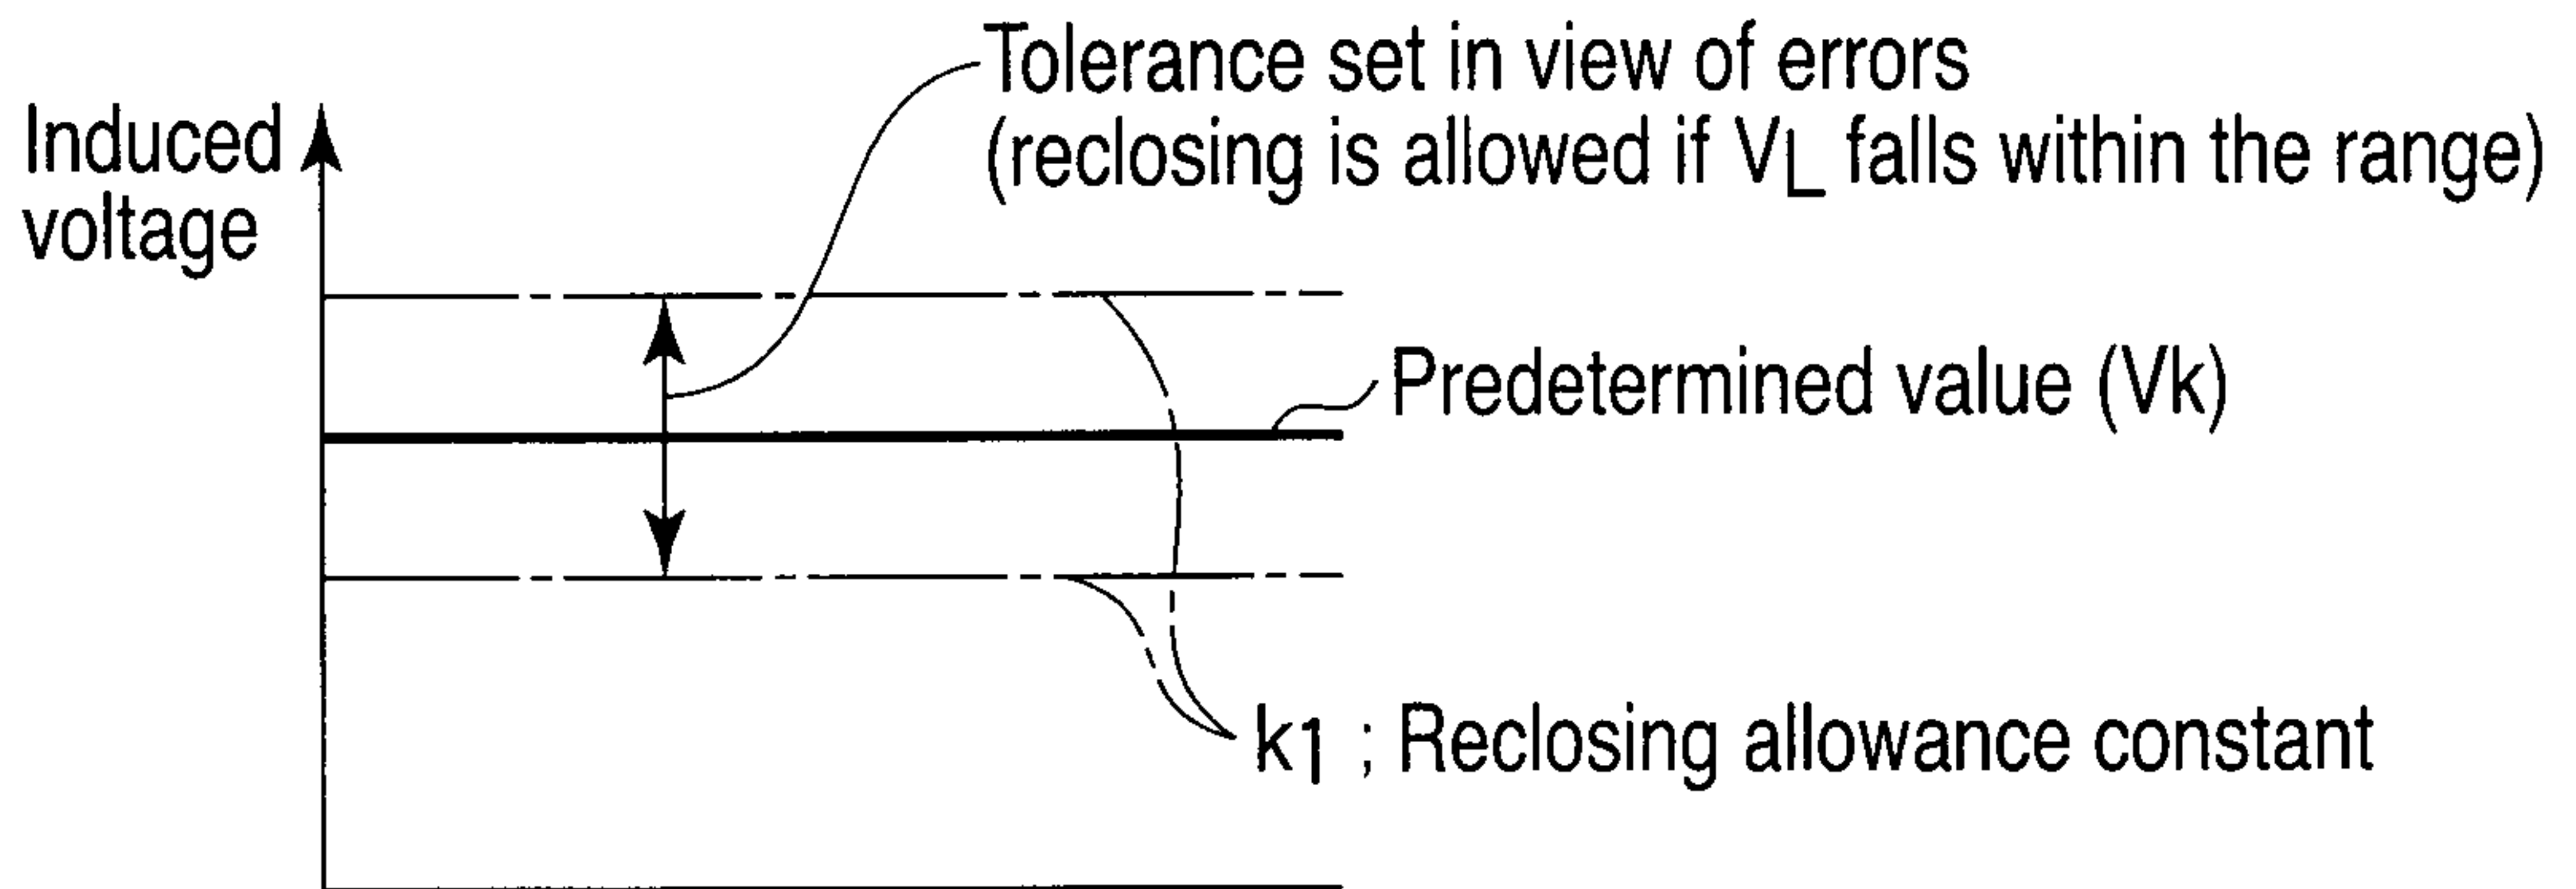 Tolerance set in view of errors
(reclosing is allowed if VL falls within the range)
Induced
voltage
Predetermined value (Vk)
k1 ; Reclosing allowance constant